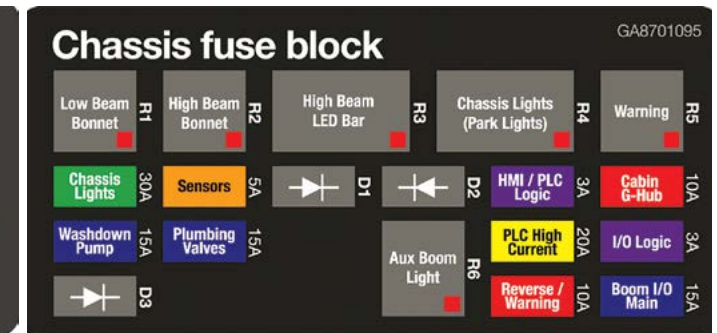 Chassis fuse block
GA8701095
Low Beam
Bonnet
R1
High Beam
Bonnet
R2
High Beam
LED Bar
R3
Chassis Lights
(Park Lights)
R4
Warning
R5
Chassis
Lights
30A
Sensors
5A
D1
D2
HMI / PLC
Logic
3A
Cabin
G-Hub
10A
Washdown
Pump
15A
Plumbing
Valves
15A
Aux Boom
Light
R6
PLC High
Current
20A
I/O Logic
3A
D3
Reverse /
Warning
10A
Boom I/O
Main
15A